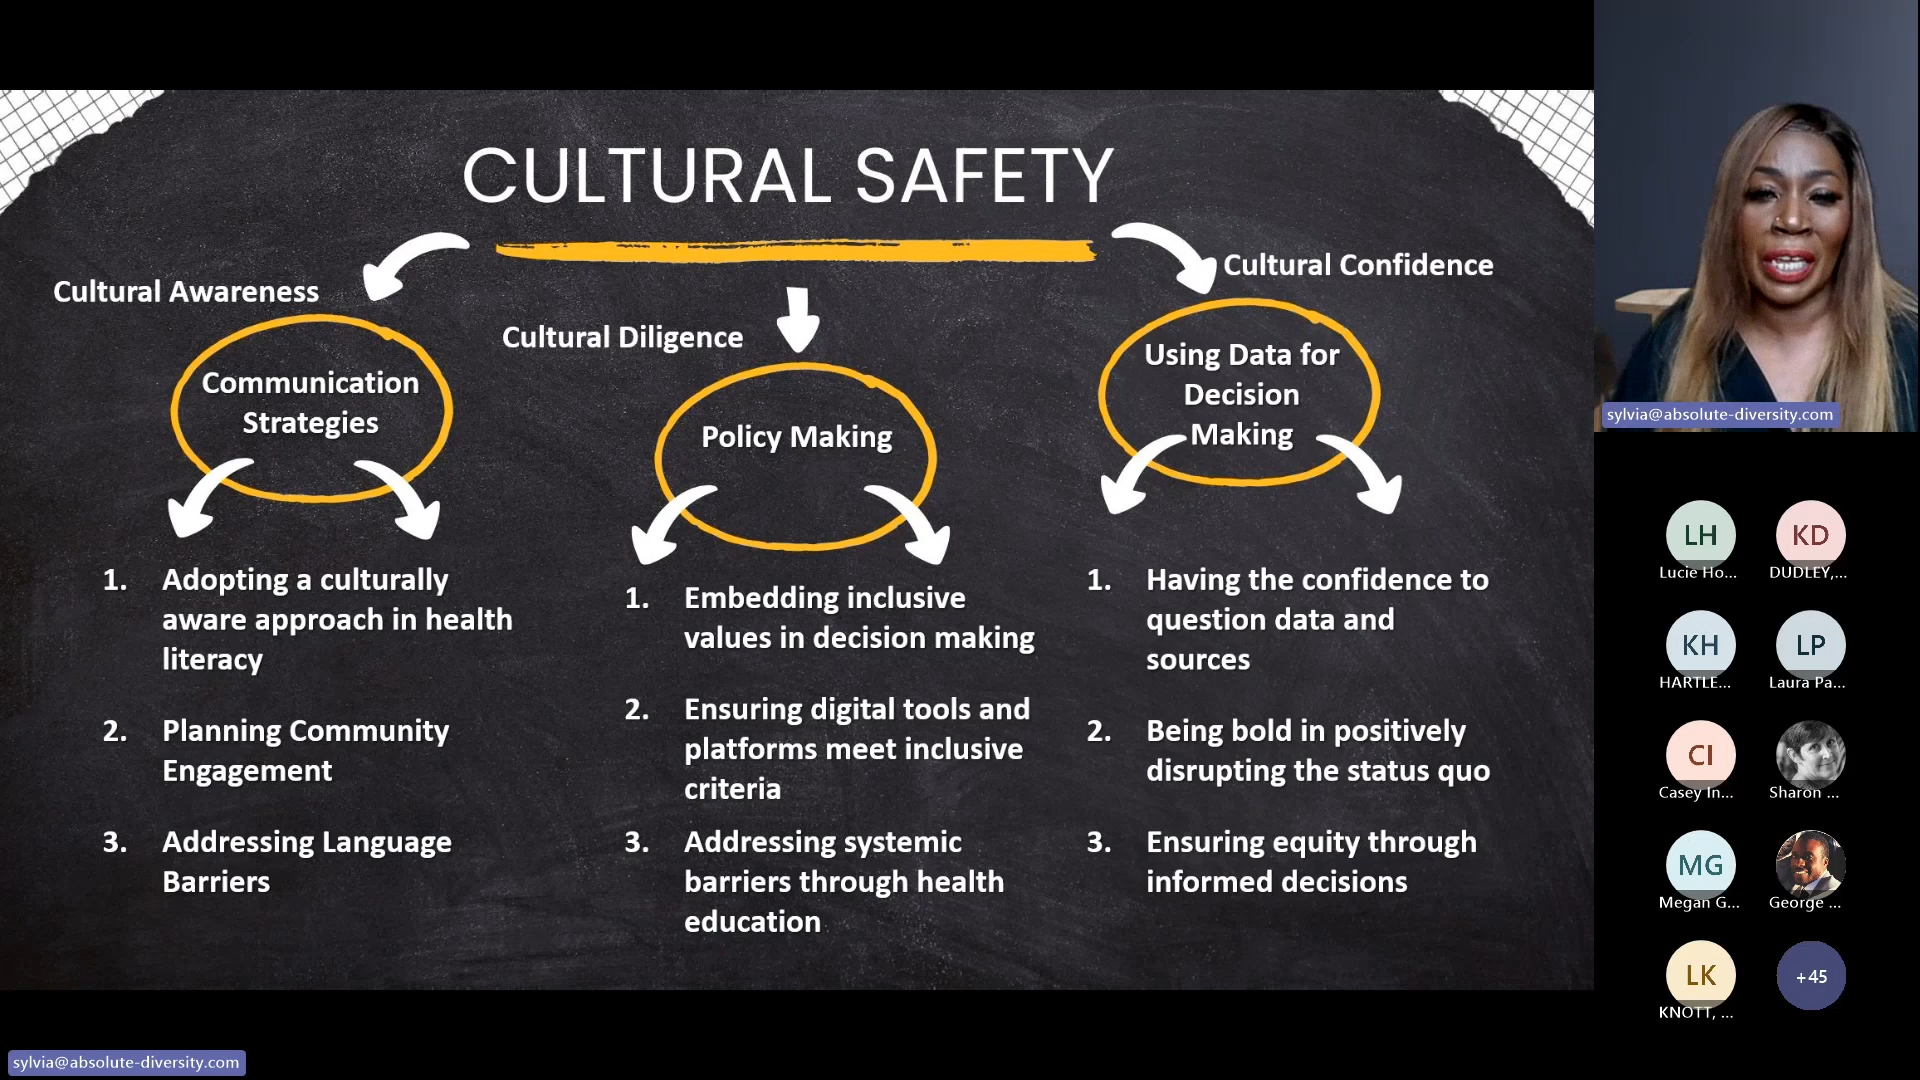 CULTURAL SAFETY
Cultural Awareness
Communication
Strategies
1. Adopting a culturally
aware approach in health
literacy
2. Planning Community
Engagement
3. Addressing Language
Barriers
Cultural Diligence
Policy Making
1. Embedding inclusive
values in decision making
2. Ensuring digital tools and
platforms meet inclusive
criteria
3. Addressing systemic
barriers through health
education
Cultural Confidence
Using Data for
Decision
Making
1. Having the confidence to
question data and
sources
2. Being bold in positively
disrupting the status quo
3. Ensuring equity through
informed decisions
sylvia@absolute-diversity.com
LH
Lucie Ho...
KD
DUDLEY,...
KH
HARTLE...
LP
Laura Pa...
CI
Casey In...
Sharon ...
MG
Megan G...
George ...
LK
KNOTT, ...
+45
sylvia@absolute-diversity.com